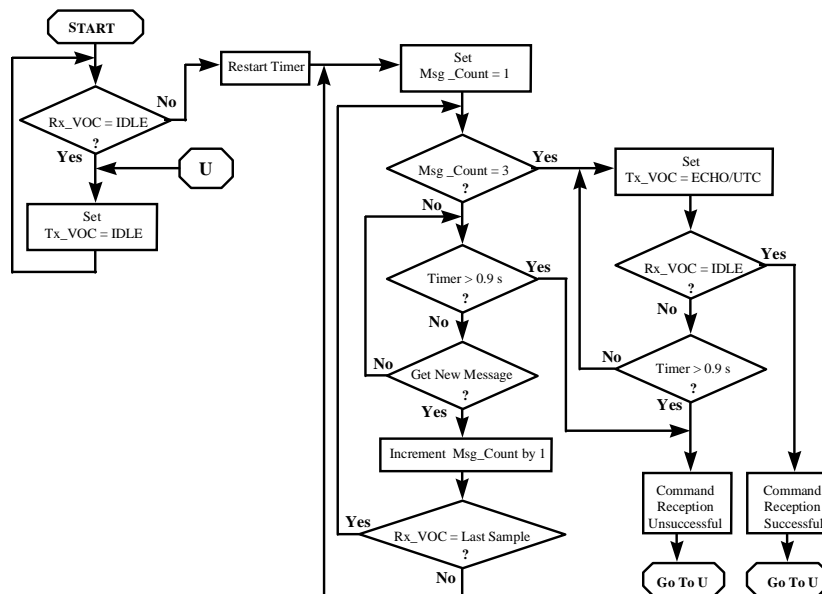 START
Rx_VOC = IDLE
?
No
Yes
U
Set
Tx_VOC = IDLE
Restart Timer
Set
Msg _Count = 1
Msg _Count = 3
?
Yes
No
Timer > 0.9 s
?
Yes
No
Get New Message
?
No
Yes
Increment Msg_Count by 1
Rx_VOC = Last Sample
?
Yes
No
Set
Tx_VOC = ECHO/UTC
Rx_VOC = IDLE
?
Yes
No
Timer > 0.9 s
?
No
Yes
Command
Reception
Unsuccessful
Go To U
Command
Reception
Successful
Go To U